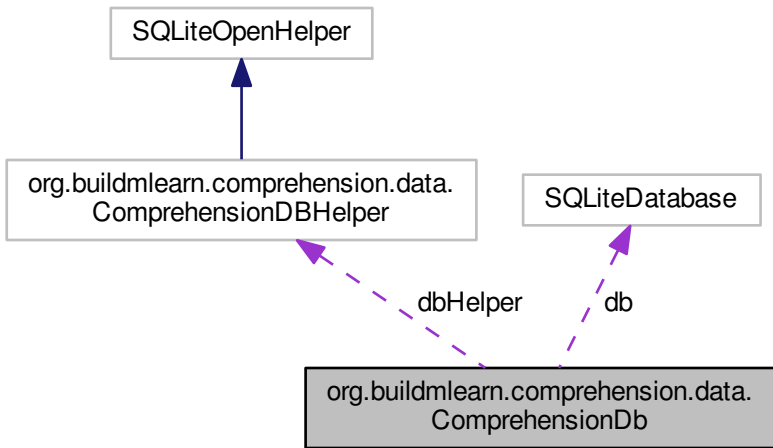 SQLiteOpenHelper
org.buildmlearn.comprehension.data.
ComprehensionDBHelper
SQLiteDatabase
dbHelper
db
org.buildmlearn.comprehension.data.
ComprehensionDb